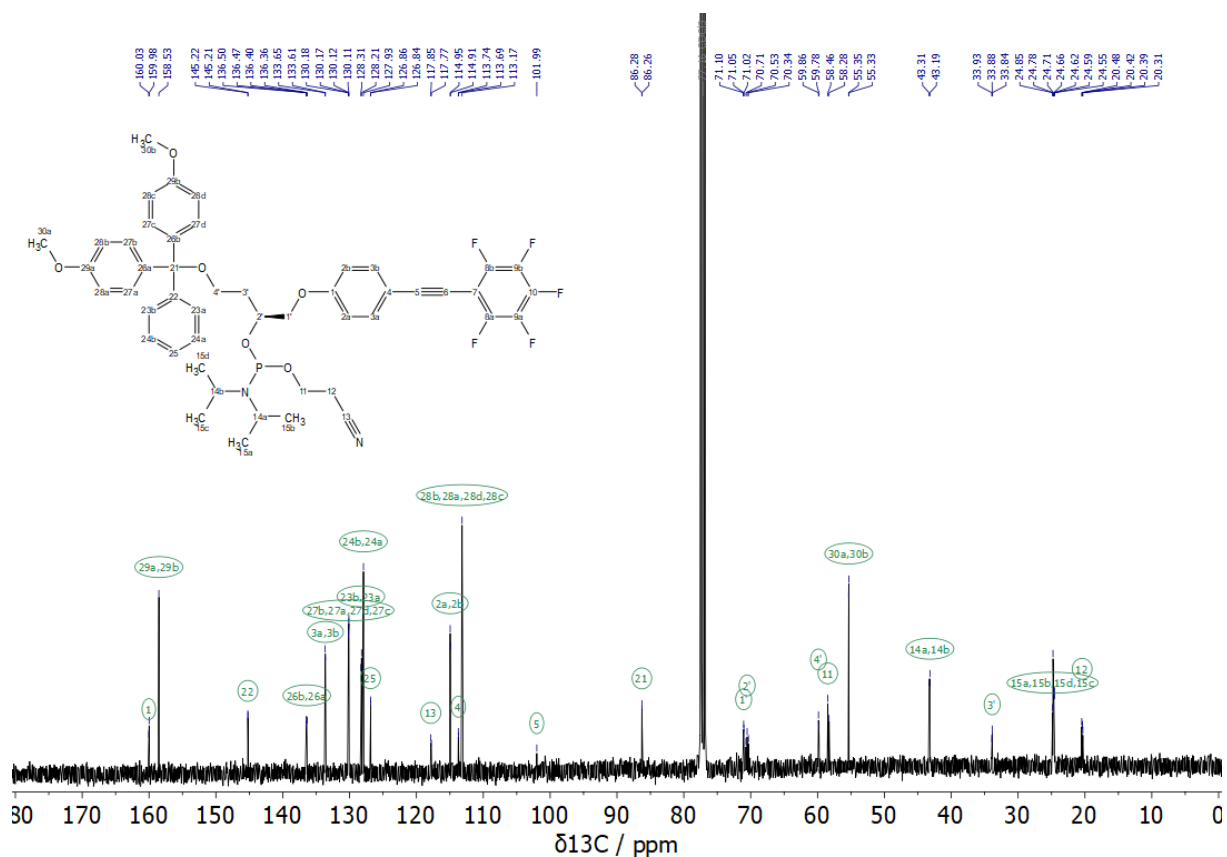 160.03 159.98 158.53 145.22 145.21 136.50 136.47 136.40 136.36 133.65 133.61 130.18 130.17 130.12 130.11 128.31 128.21 127.93 126.86 126.84 117.85 117.77 114.95 114.91 113.74 113.69 113.17 101.99 86.28 86.26 71.10 71.05 71.02 70.71 70.53 70.34 59.86 59.78 58.46 58.28 55.35 55.33 43.31 43.19 33.93 33.88 33.84 24.85 24.78 24.71 24.66 24.62 24.59 24.55 20.48 20.42 20.39 20.31
H3C
30b
O
29b
28c 28d
27c 27d
30a
H3C
26b
28b 27b
O 29a 26a 21 O
28a 27a
22
4' 3'
2' 1'
O
1 2b 3b 4 5 6 7 8b 9b 10 9a 8a
2a 3a
F F F F F
23b 23a
24b 24a
25
O P O
15d
H3C
14b N
11 12
13
N
H3C
15c
14a CH3
15b
H3C
15a
28b,28a,28d,28c
24b,24a
30a,30b
29a,29b
23b,23a
27b,27a,27d,27c
2a,2b
3a,3b
14a,14b
4'
25
11
12
15a,15b,15d,15c
2'
22
26b,26a
21
1'
3'
1
13
4
5
80 170 160 150 140 130 120 110 100 90 80 70 60 50 40 30 20 10 0
δ13C / ppm